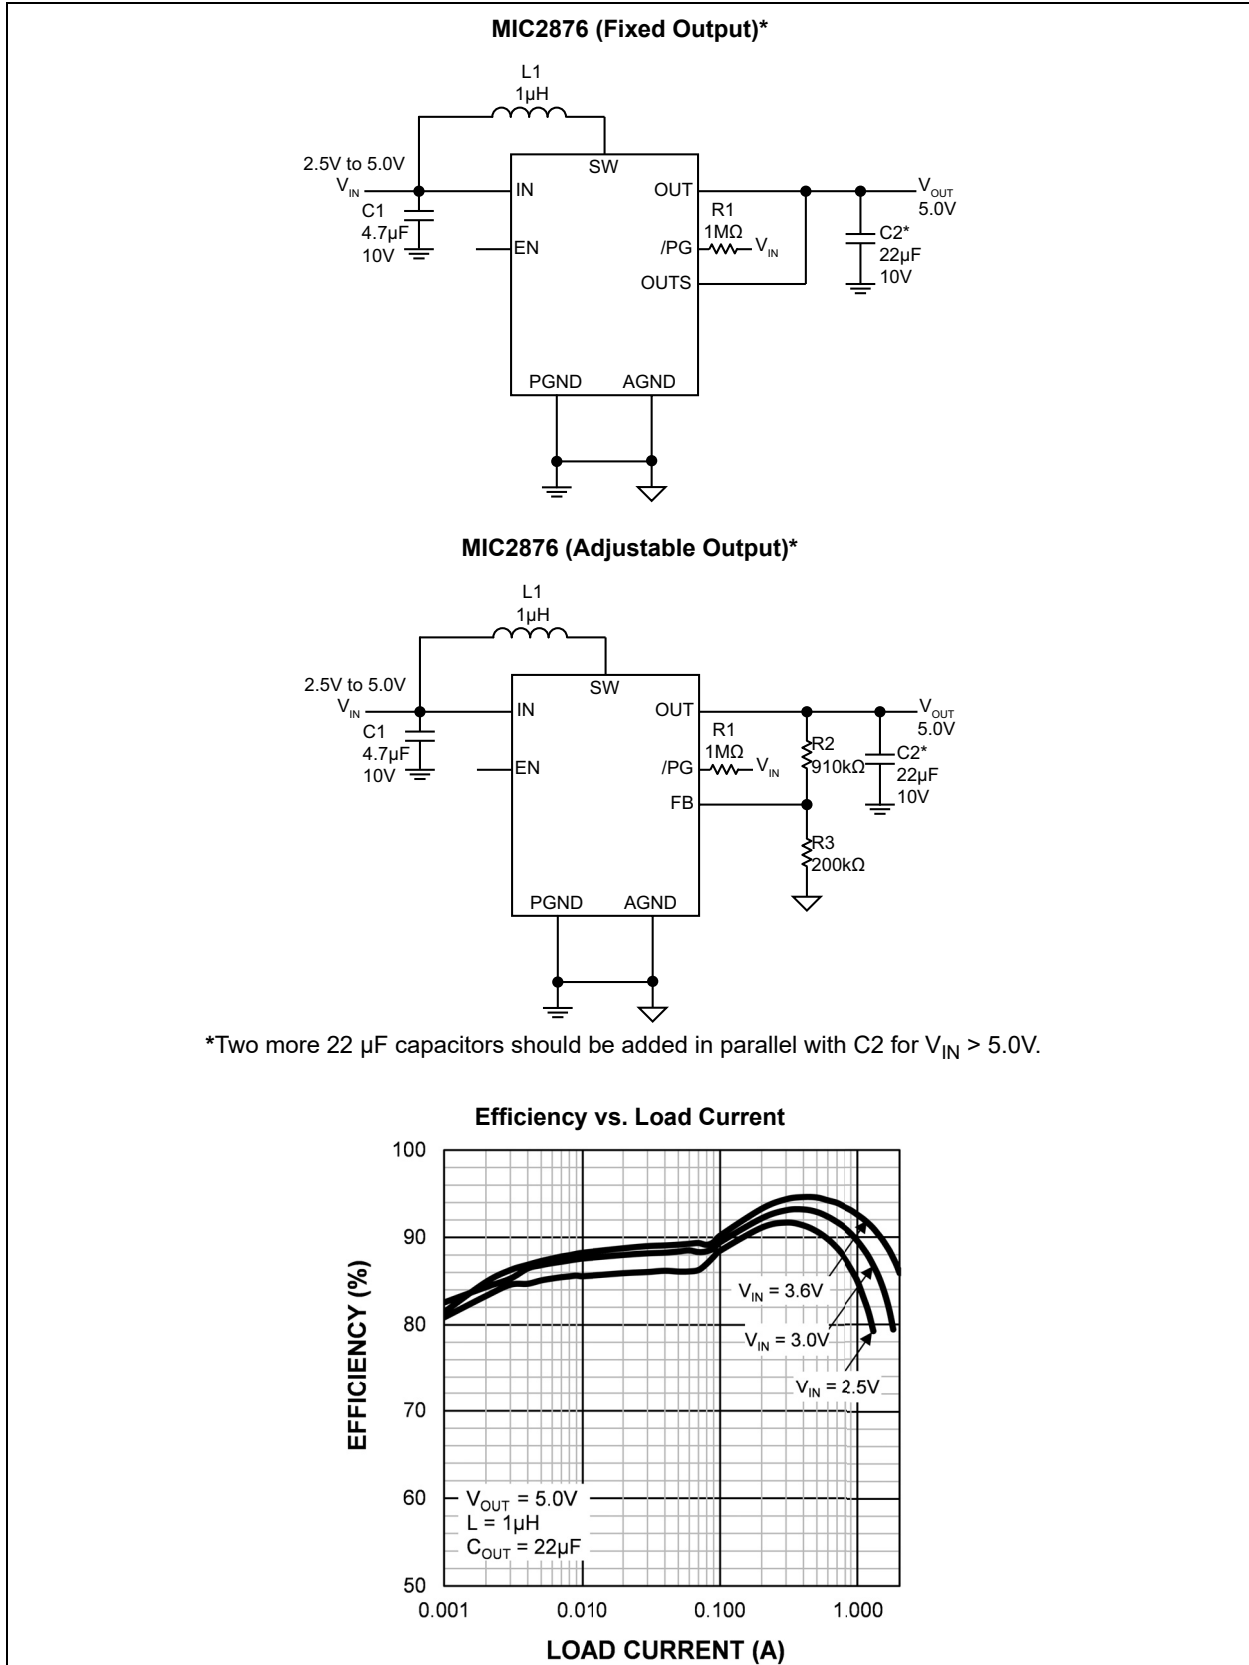 MIC2876 (Fixed Output)*
L1
1µH
2.5V to 5.0V
SW
VIN
IN
OUT
VOUT
5.0V
C1
4.7µF
10V
R1
1MΩ
C2*
22µF
10V
EN
/PG
VIN
OUTS
PGND
AGND
MIC2876 (Adjustable Output)*
L1
1µH
2.5V to 5.0V
SW
VIN
IN
OUT
VOUT
5.0V
C1
4.7µF
10V
R1
1MΩ
R2
910kΩ
C2*
22µF
10V
EN
/PG
VIN
FB
R3
200kΩ
PGND
AGND
*Two more 22 µF capacitors should be added in parallel with C2 for VIN > 5.0V.
Efficiency vs. Load Current
100
90
80
70
60
50
EFFICIENCY (%)
VIN = 3.6V
VIN = 3.0V
VIN = 2.5V
VOUT = 5.0V
L = 1µH
COUT = 22µF
0.001
0.010
0.100
1.000
LOAD CURRENT (A)